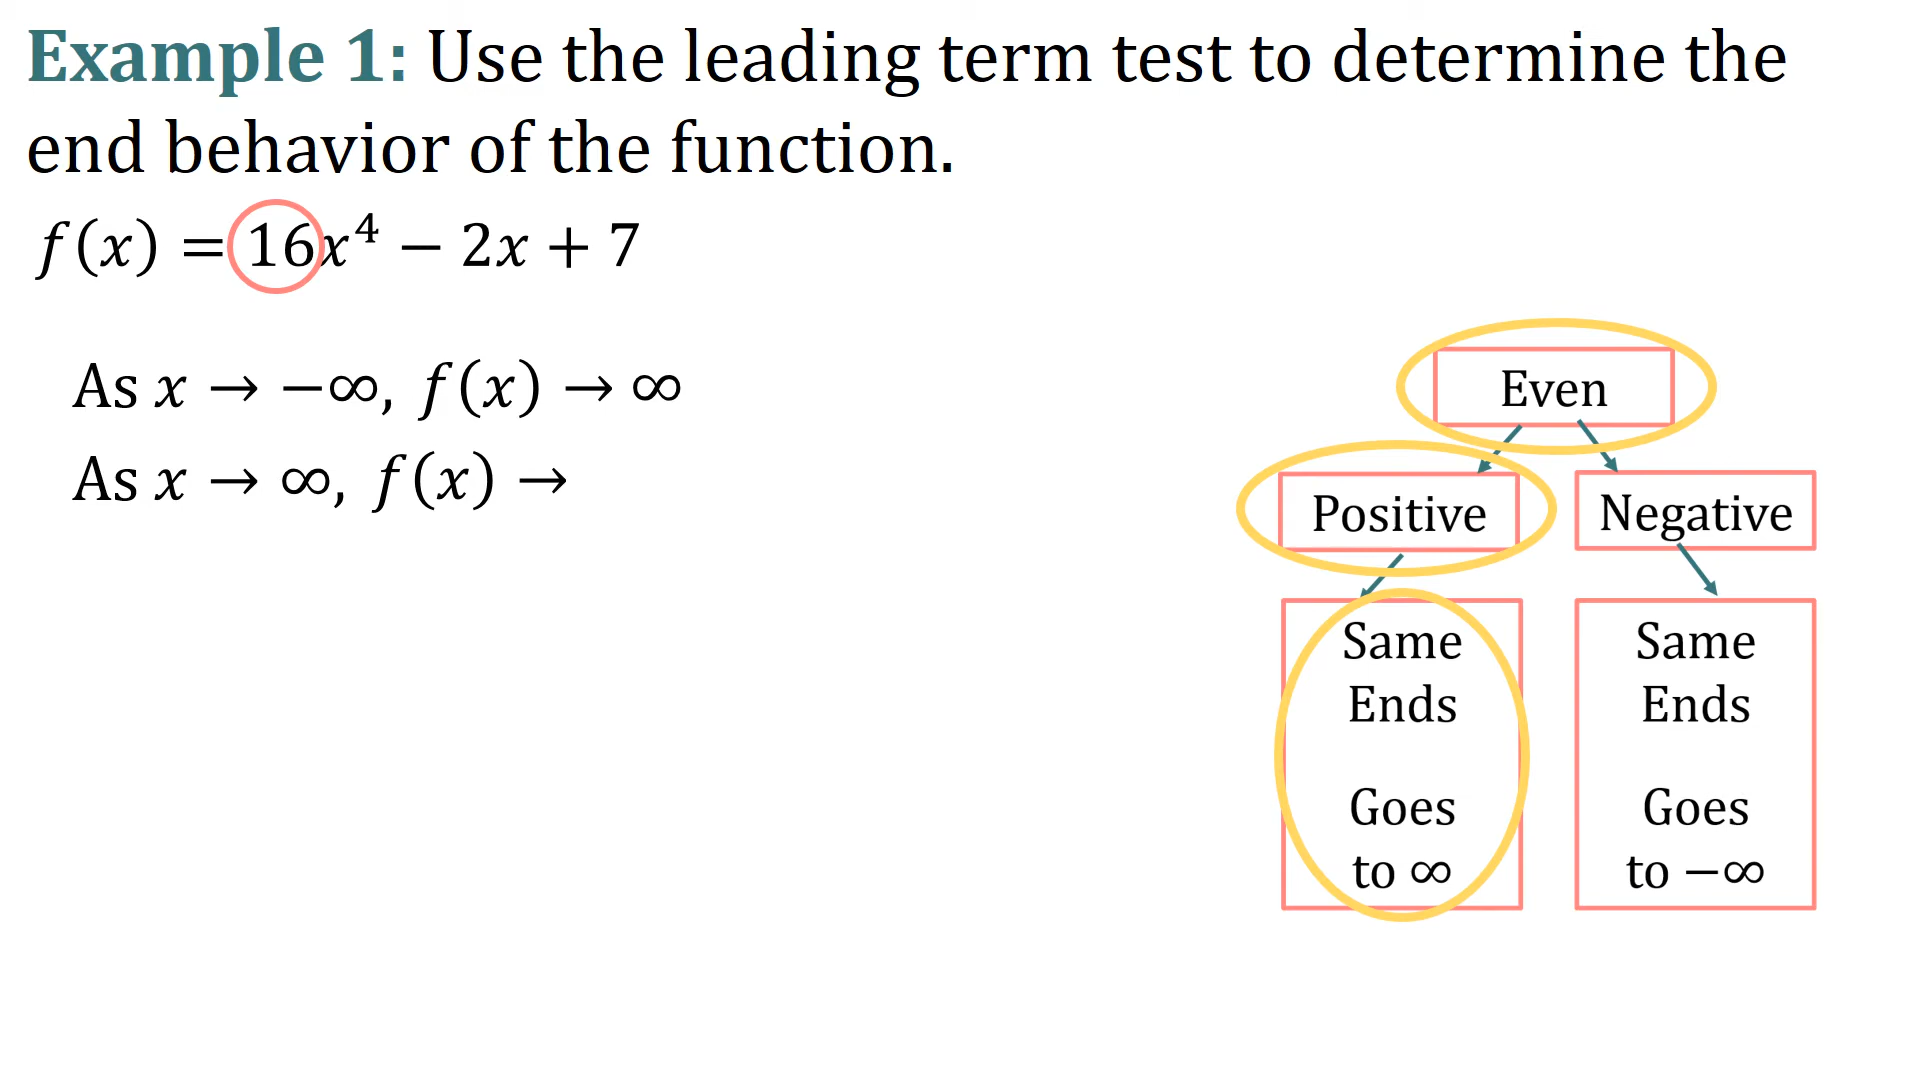 Example 1: Use the leading term test to determine the
end behavior of the function.
f(x) = 16x⁴ − 2x + 7
As x → −∞, f(x) → ∞
As x → ∞, f(x) →
Even
Positive
Negative
Same
Ends
Goes
to ∞
Same
Ends
Goes
to −∞